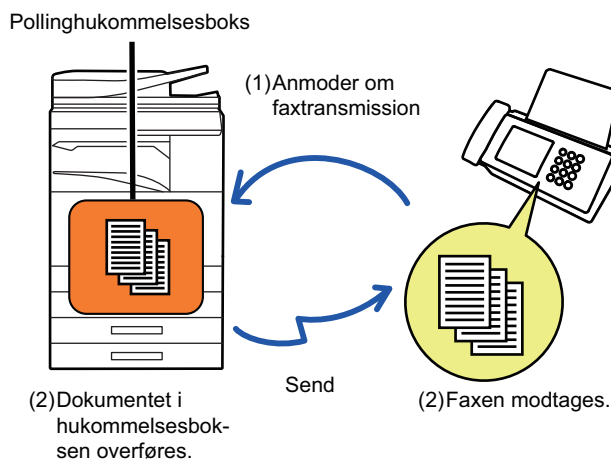 Pollinghukommelsesboks
(1) Anmoder om
faxtransmission
Send
(2) Dokumentet i
hukommelsesbok-
sen overføres.
(2) Faxen modtages.